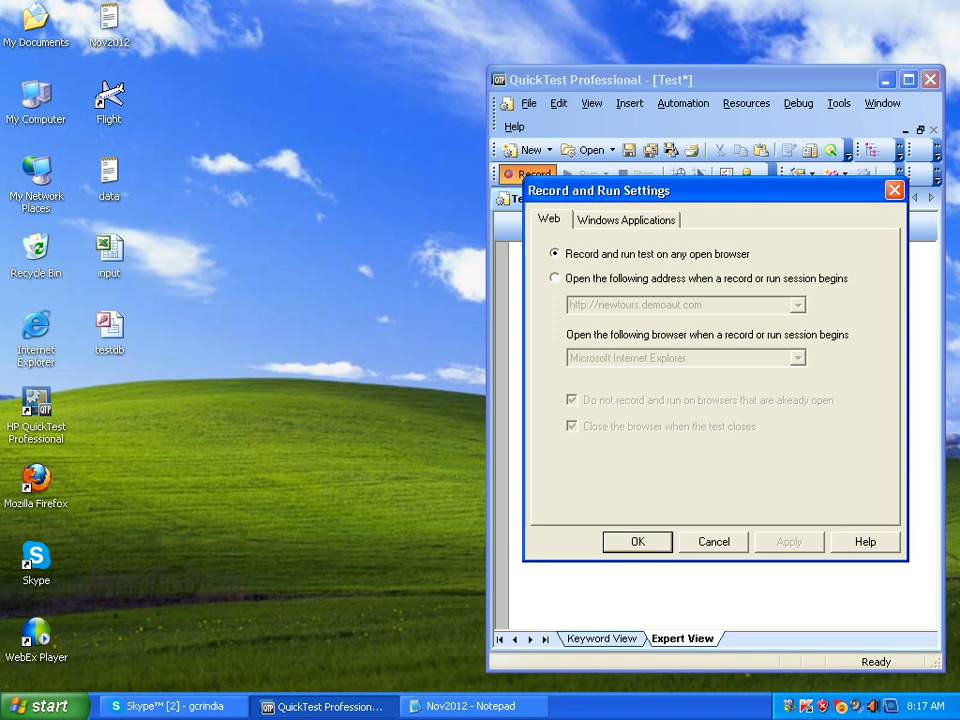 My Documents
Nov2012
My Computer
Flight
My Network
Places
data
Recycle Bin
input
Internet
Explorer
testdb
QTP
HP QuickTest
Professional
Mozilla Firefox
Skype
WebEx Player
QuickTest Professional - [Test*]
File Edit View Insert Automation Resources Debug Tools Window
Help
New Open
Record Run Stop
Record and Run Settings
Web Windows Applications
Record and run test on any open browser
Open the following address when a record or run session begins
http://newtours.demoaut.com
Open the following browser when a record or run session begins
Microsoft Internet Explorer
Do not record and run on browsers that are already open
Close the browser when the test closes
OK Cancel Apply Help
Keyword View Expert View
Ready
start Skype™ [2] - gcrindia QuickTest Profession... Nov2012 - Notepad 8:17 AM